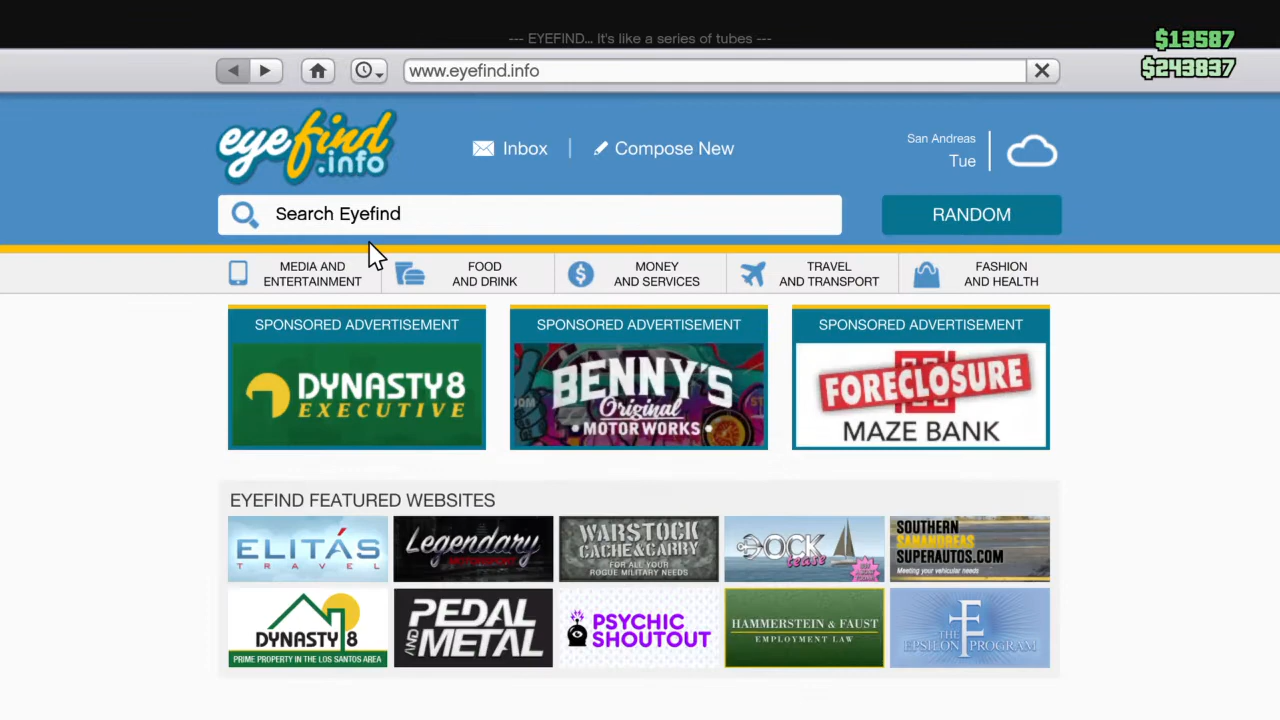 --- EYEFIND... It's like a series of tubes ---
$13587
$243837
www.eyefind.info
eyefind
.info
Inbox
Compose New
San Andreas
Tue
Search Eyefind
RANDOM
MEDIA AND
ENTERTAINMENT
FOOD
AND DRINK
MONEY
AND SERVICES
TRAVEL
AND TRANSPORT
FASHION
AND HEALTH
SPONSORED ADVERTISEMENT
DYNASTY8
EXECUTIVE
SPONSORED ADVERTISEMENT
BENNY'S
Original
MOTOR WORKS
SPONSORED ADVERTISEMENT
FORECLOSURE
MAZE BANK
EYEFIND FEATURED WEBSITES
ELITÁS
TRAVEL
Legendary
MOTORSPORT
WARSTOCK
CACHE&CARRY
FOR ALL YOUR
ROGUE MILITARY NEEDS
DOCK
tease
SOUTHERN
SAN ANDREAS
SUPERAUTOS.COM
Meeting your vehicular needs
DYNASTY 8
PRIME PROPERTY IN THE LOS SANTOS AREA
PEDAL
AND METAL
PSYCHIC
SHOUTOUT
HAMMERSTEIN & FAUST
EMPLOYMENT LAW
THE
EPSILON PROGRAM